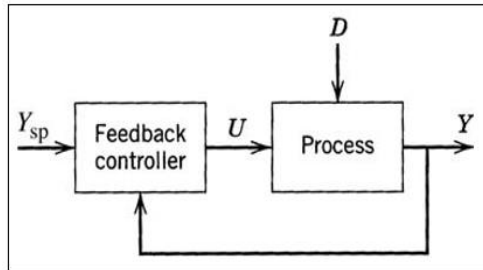 D
Y_sp
Feedback
controller
U
Process
Y